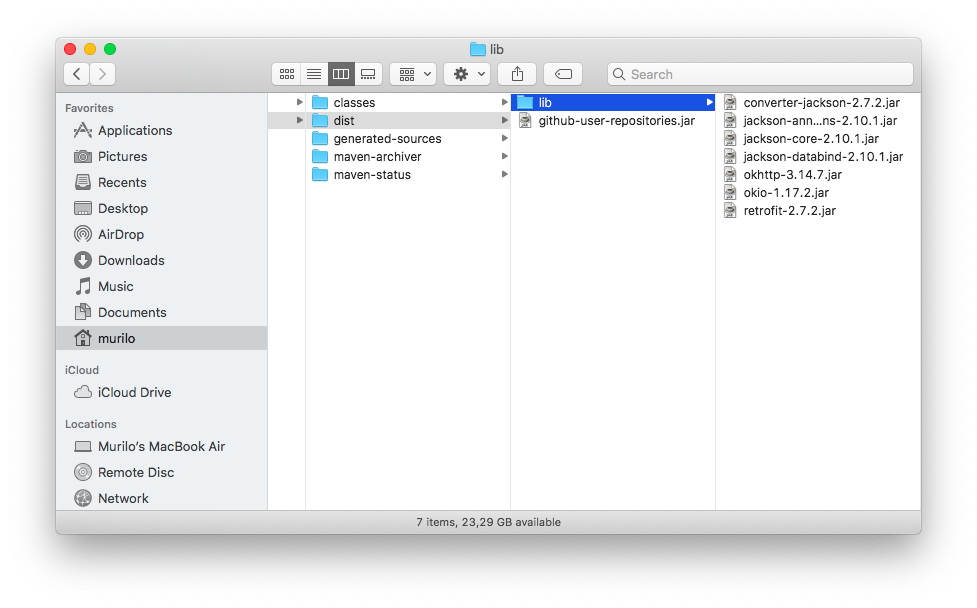 lib
Search
Favorites
Applications
Pictures
Recents
Desktop
AirDrop
Downloads
Music
Documents
murilo
iCloud
iCloud Drive
Locations
Murilo’s MacBook Air
Remote Disc
Network
classes
dist
generated-sources
maven-archiver
maven-status
lib
github-user-repositories.jar
converter-jackson-2.7.2.jar
jackson-ann...ns-2.10.1.jar
jackson-core-2.10.1.jar
jackson-databind-2.10.1.jar
okhttp-3.14.7.jar
okio-1.17.2.jar
retrofit-2.7.2.jar
7 items, 23,29 GB available